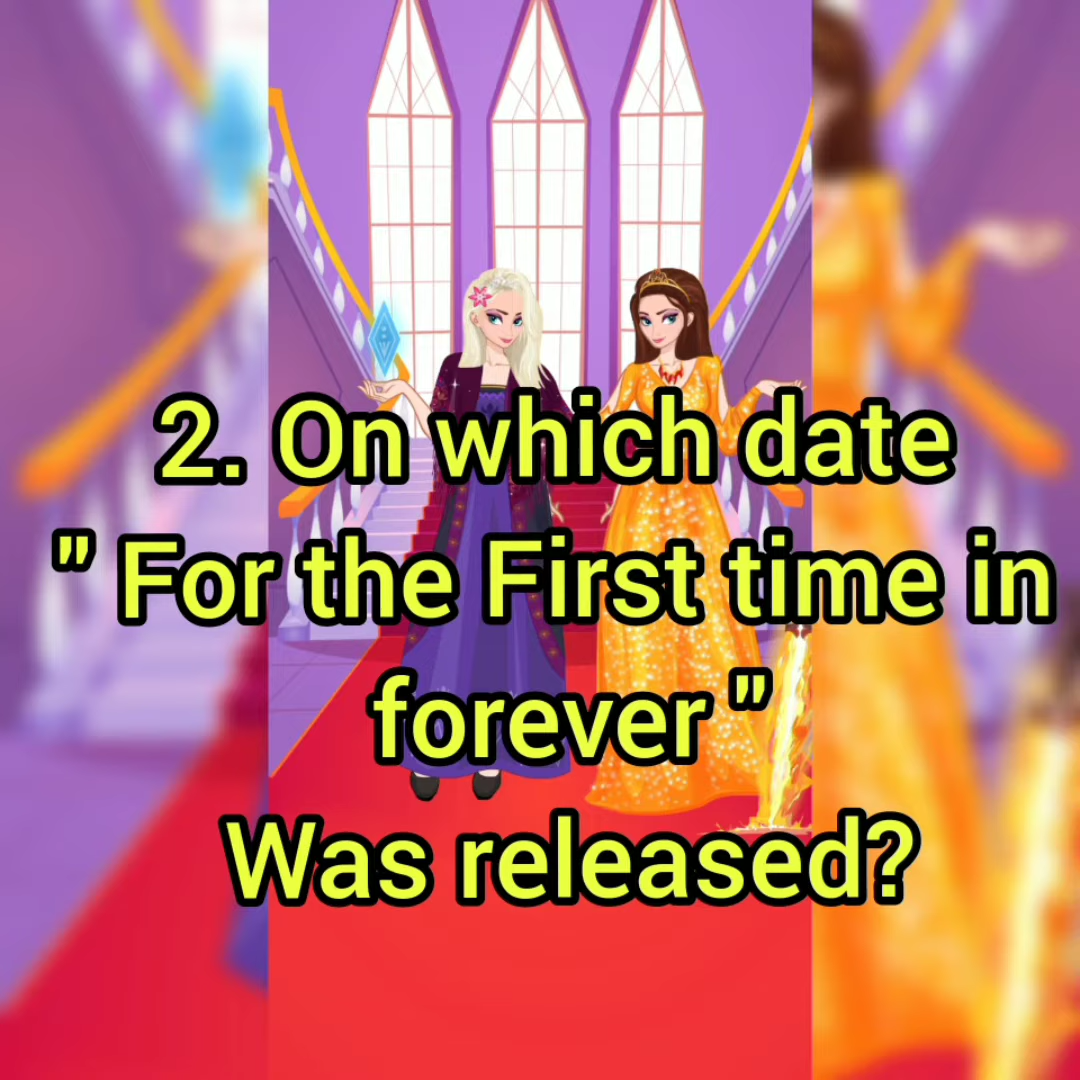 2. On which date
" For the First time in
forever "
Was released?